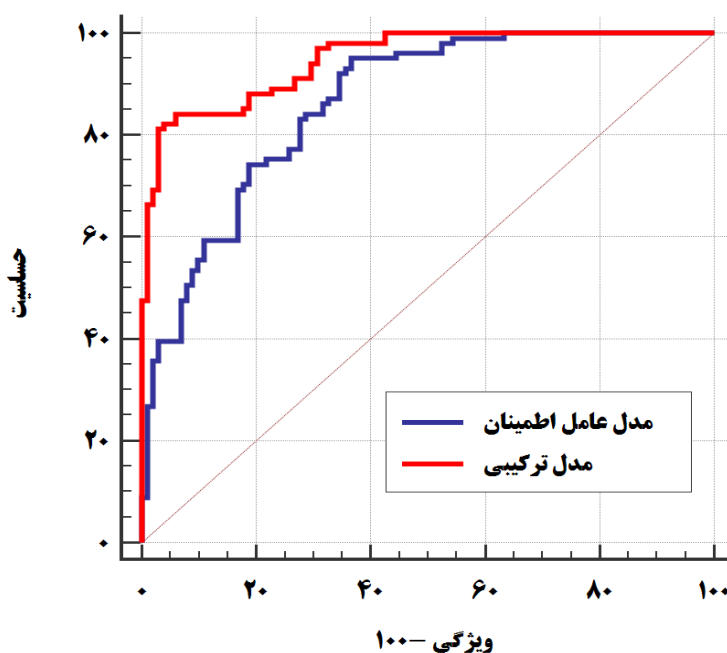 ۱۰۰
۸۰
۶۰
۴۰
۲۰
۰
حساسیت
مدل عامل اطمینان
مدل ترکیبی
۰ ۲۰ ۴۰ ۶۰ ۸۰ ۱۰۰
ویژگی -۱۰۰